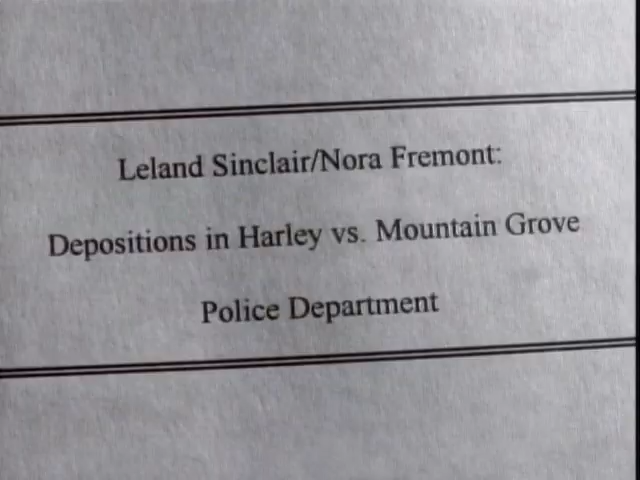 Leland Sinclair/Nora Fremont:
Depositions in Harley vs. Mountain Grove
Police Department